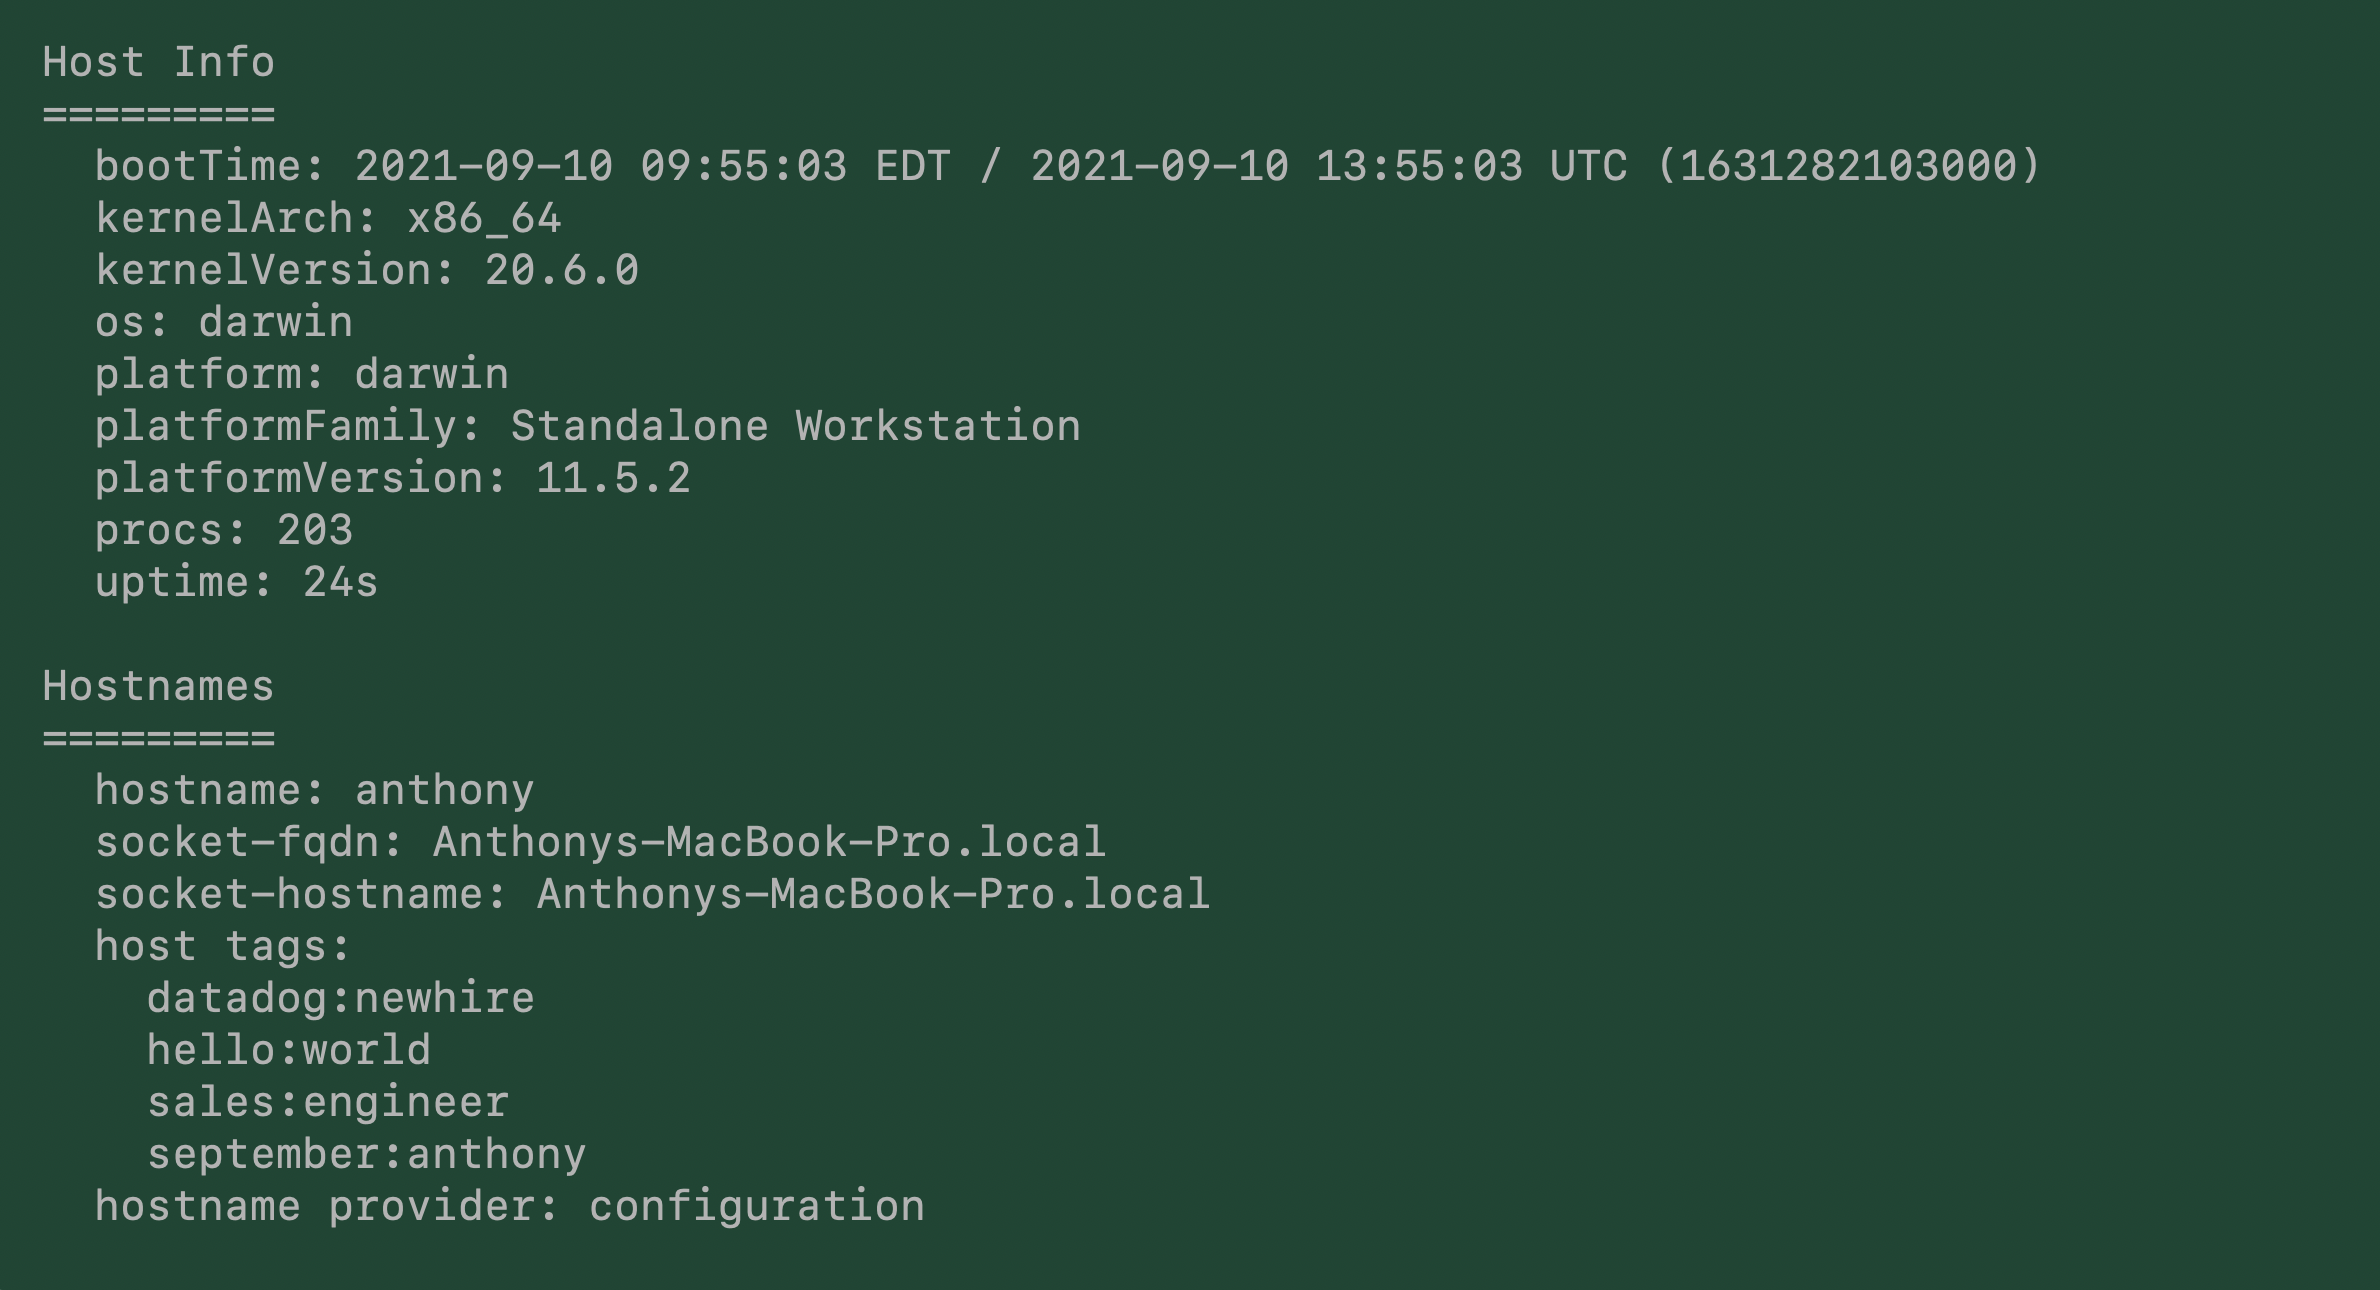 Host Info
=========
bootTime: 2021-09-10 09:55:03 EDT / 2021-09-10 13:55:03 UTC (1631282103000)
kernelArch: x86_64
kernelVersion: 20.6.0
os: darwin
platform: darwin
platformFamily: Standalone Workstation
platformVersion: 11.5.2
procs: 203
uptime: 24s
Hostnames
=========
hostname: anthony
socket-fqdn: Anthonys-MacBook-Pro.local
socket-hostname: Anthonys-MacBook-Pro.local
host tags:
datadog:newhire
hello:world
sales:engineer
september:anthony
hostname provider: configuration